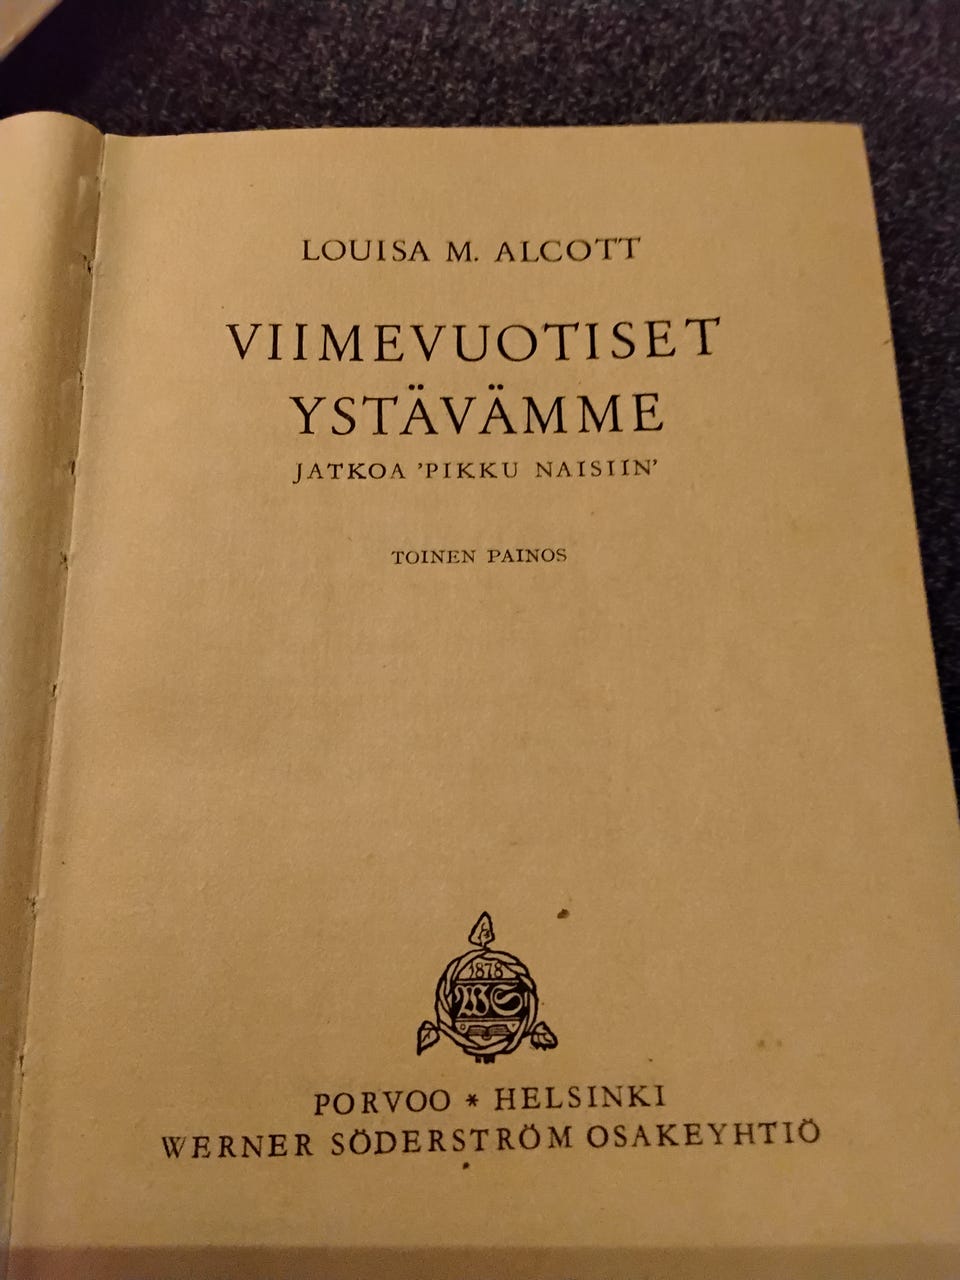 LOUISA M. ALCOTT
VIIMEVUOTISET
YSTÄVÄMME
JATKOA 'PIKKU NAISIIN'
TOINEN PAINOS
1878
WS
PORVOO * HELSINKI
WERNER SÖDERSTRÖM OSAKEYHTIÖ